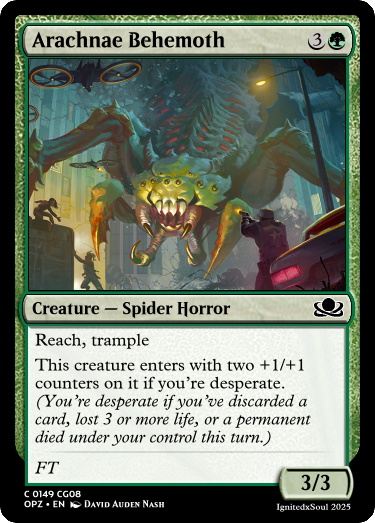 Arachnae Behemoth 3
Creature — Spider Horror
Reach, trample
This creature enters with two +1/+1
counters on it if you're desperate.
(You're desperate if you've discarded a
card, lost 3 or more life, or a permanent
died under your control this turn.)
FT
3/3
C 0149 CG08
OPZ • EN DAVID AUDEN NASH
IgnitedxSoul 2025